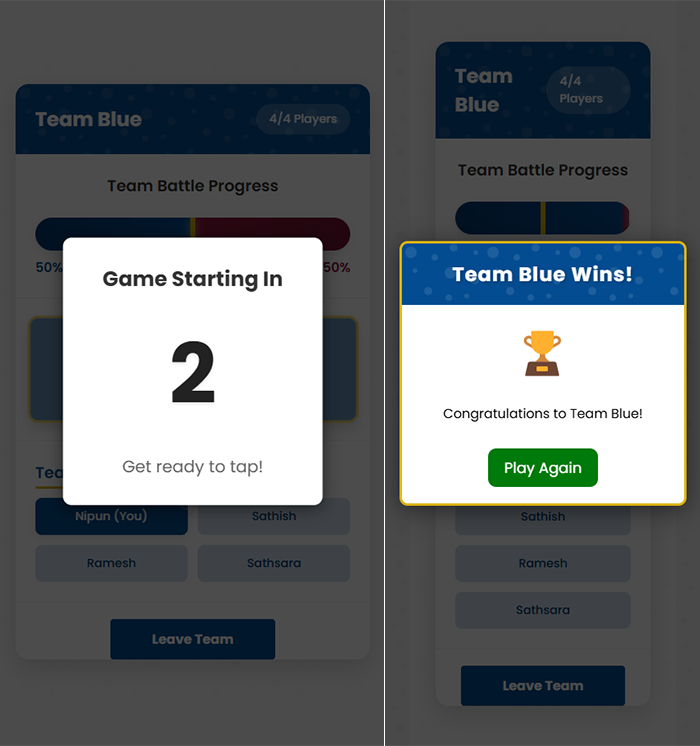 Team Blue
4/4 Players
Team Battle Progress
50%
50%
Game Starting In
2
Get ready to tap!
Tea
Nipun (You)
Sathish
Ramesh
Sathsara
Leave Team
Team
Blue
4/4
Players
Team Battle Progress
Team Blue Wins!
Congratulations to Team Blue!
Play Again
Sathish
Ramesh
Sathsara
Leave Team